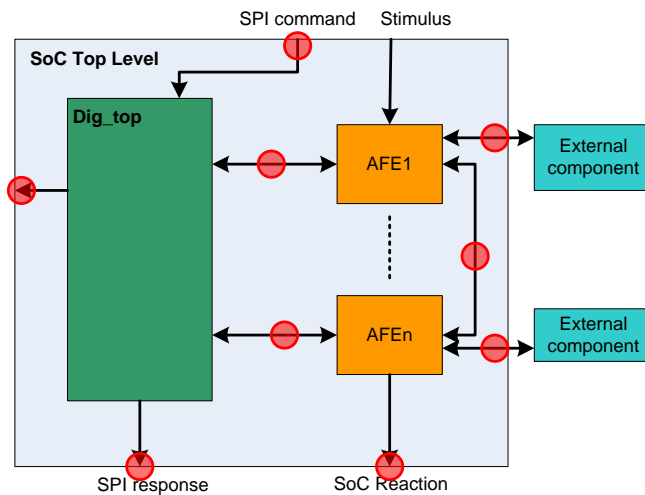 SPI command
Stimulus
SoC Top Level
Dig_top
AFE1
External
component
AFEn
External
component
SPI response
SoC Reaction